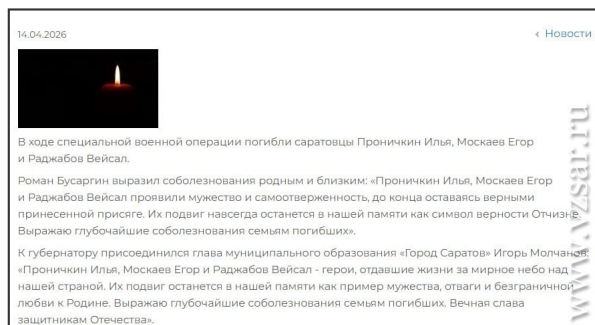 14.04.2026
‹ Новости
В ходе специальной военной операции погибли саратовцы Проничкин Илья, Москаев Егор
и Раджабов Вейсал.
Роман Бусаргин выразил соболезнования родным и близким: «Проничкин Илья, Москаев Егор
и Раджабов Вейсал проявили мужество и самоотверженность, до конца оставаясь верными
принесенной присяге. Их подвиг навсегда останется в нашей памяти как символ верности Отчизне.
Выражаю глубочайшие соболезнования семьям погибших».
К губернатору присоединился глава муниципального образования «Город Саратов» Игорь Молчанов:
«Проничкин Илья, Москаев Егор и Раджабов Вейсал - герои, отдавшие жизни за мирное небо над
нашей страной. Их подвиг останется в нашей памяти как пример мужества, отваги и безграничной
любви к Родине. Выражаю глубочайшие соболезнования семьям погибших. Вечная слава
защитникам Отечества».
www.vzsar.ru